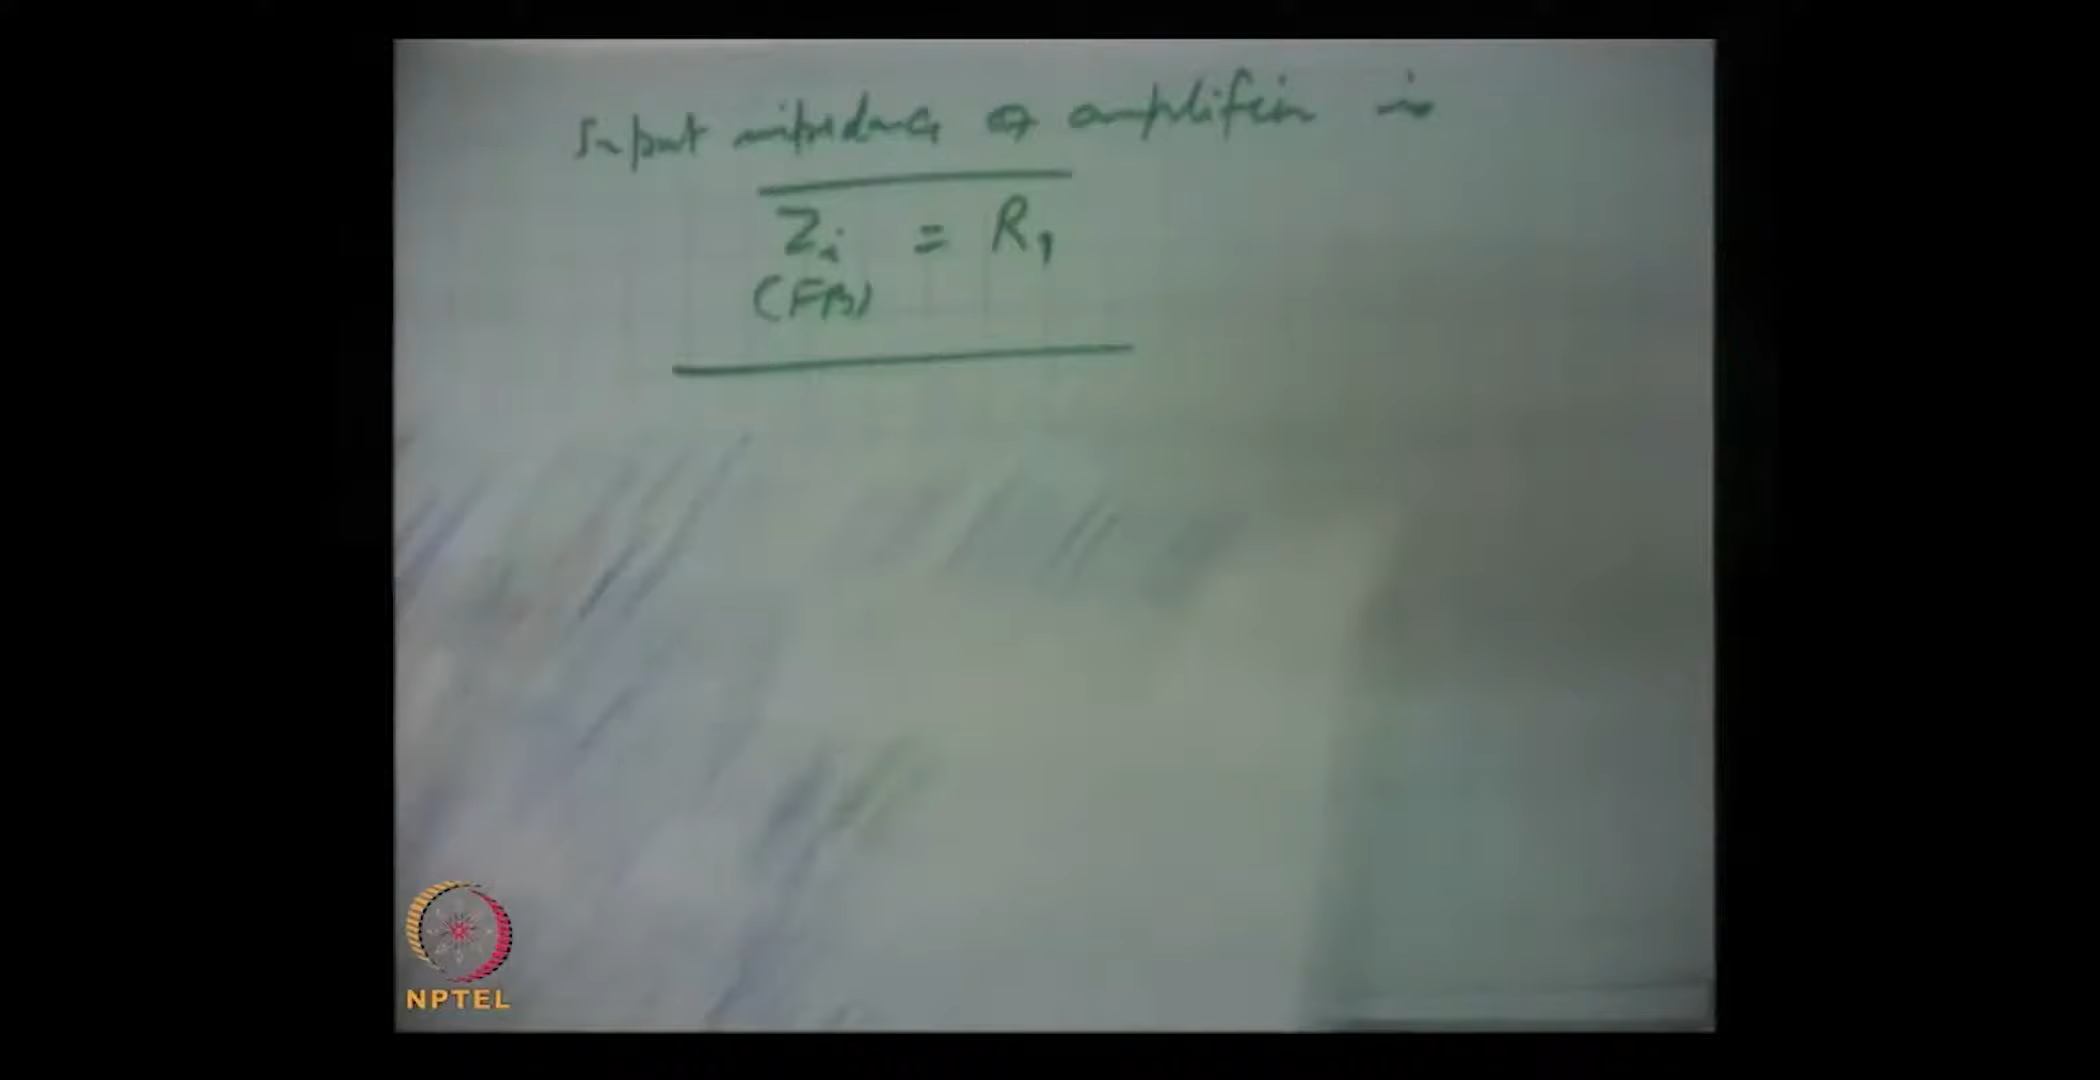 Input impedance of amplifier is
Zi = R1
(FB)
NPTEL